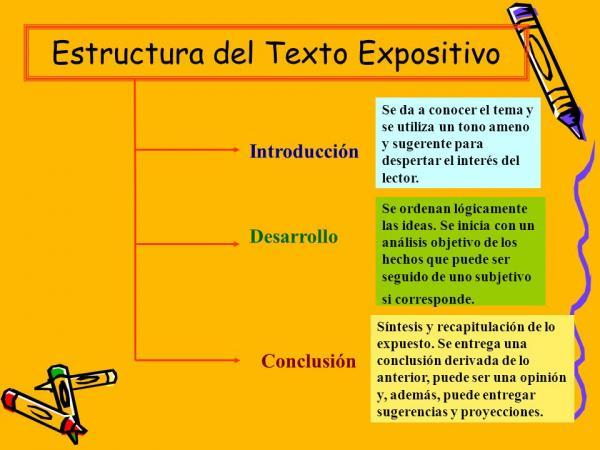 Estructura del Texto Expositivo
Introducción
Se da a conocer el tema y
se utiliza un tono ameno
y sugerente para
despertar el interés del
lector.
Desarrollo
Se ordenan lógicamente
las ideas. Se inicia con un
análisis objetivo de los
hechos que puede ser
seguido de uno subjetivo
si corresponde.
Conclusión
Síntesis y recapitulación de lo
expuesto. Se entrega una
conclusión derivada de lo
anterior, puede ser una opinión
y, además, puede entregar
sugerencias y proyecciones.